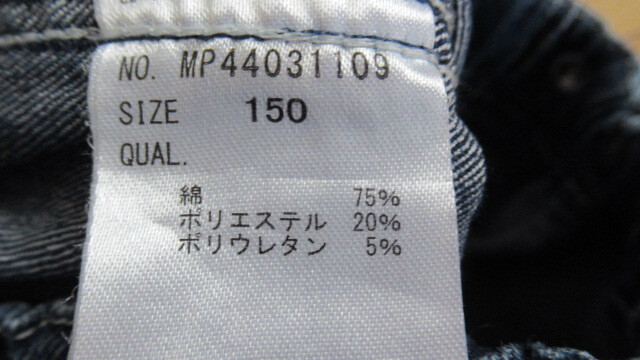 NO. MP44031109
SIZE 150
QUAL.
綿 75%
ポリエステル 20%
ポリウレタン 5%